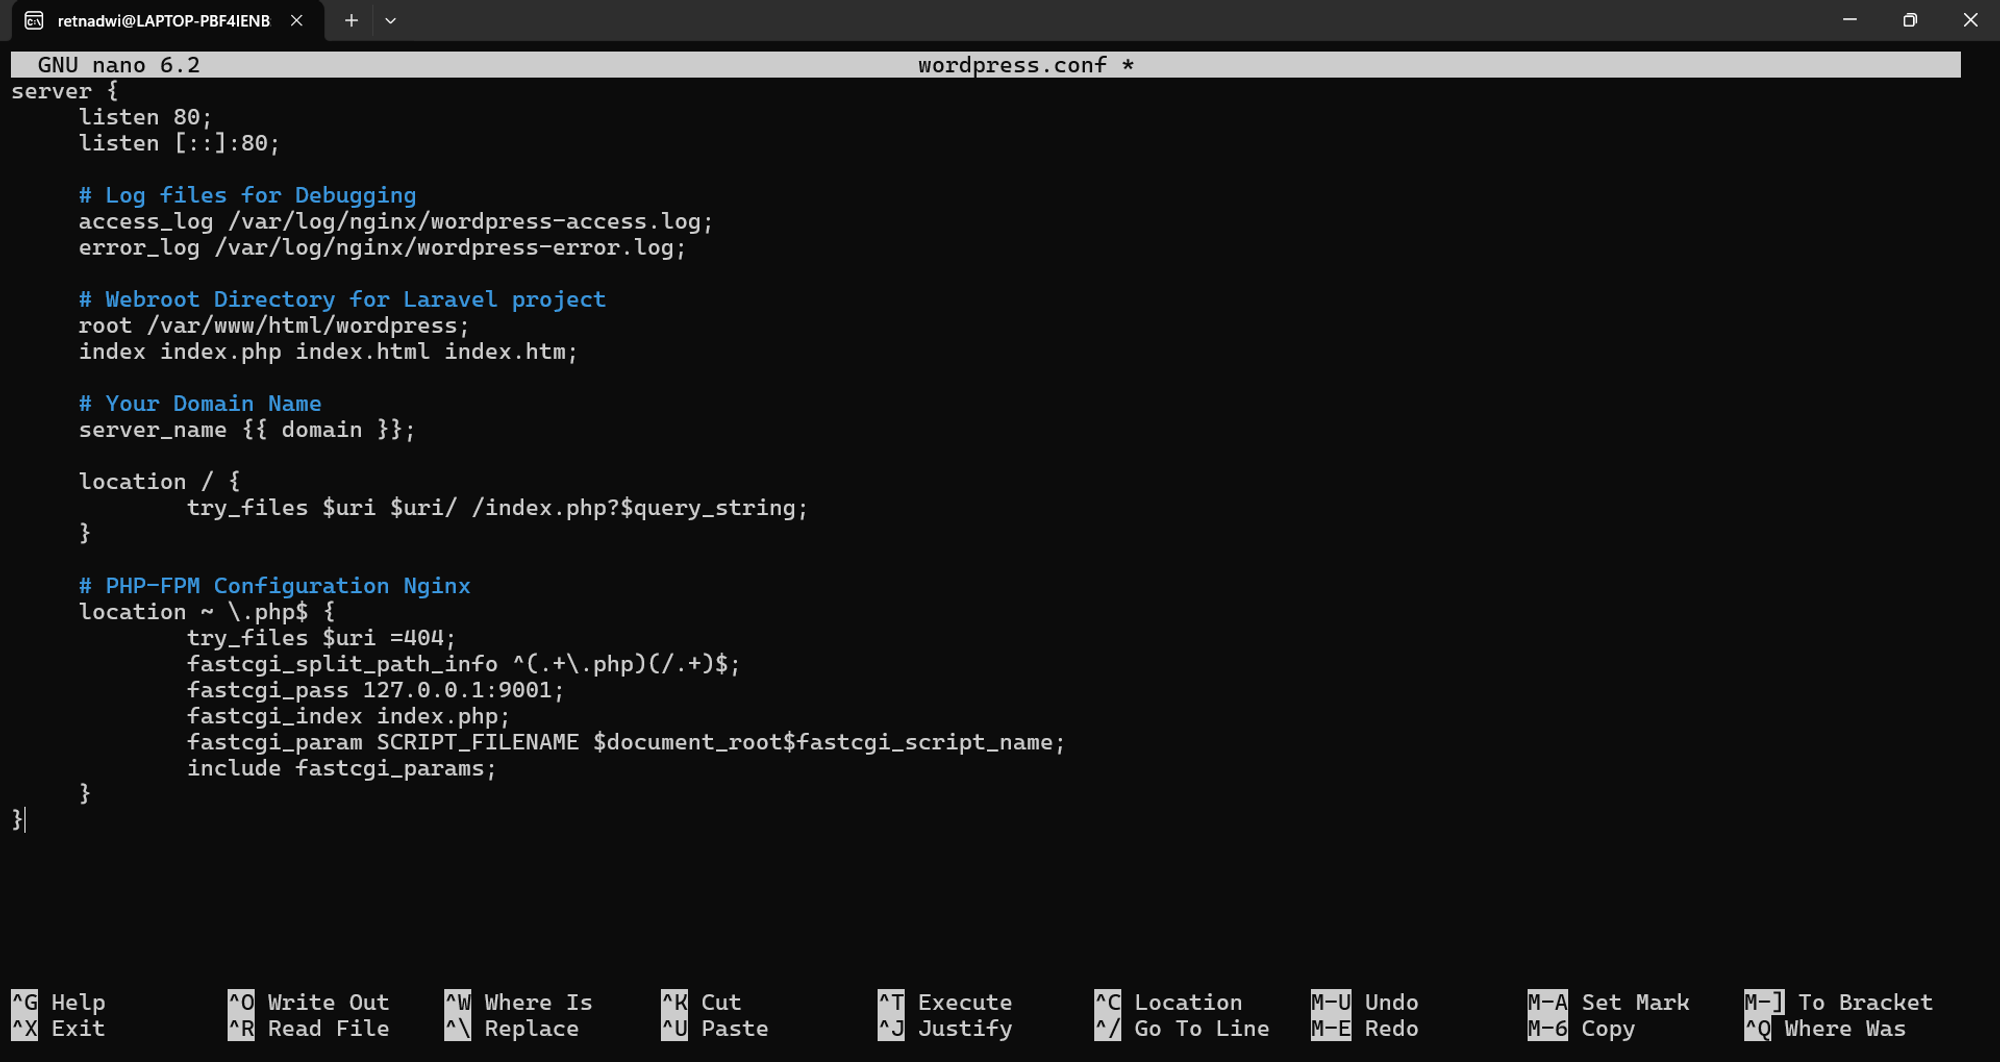 retnadwi@LAPTOP-PBF4IENB
GNU nano 6.2 wordpress.conf *
server {
listen 80;
listen [::]:80;
# Log files for Debugging
access_log /var/log/nginx/wordpress-access.log;
error_log /var/log/nginx/wordpress-error.log;
# Webroot Directory for Laravel project
root /var/www/html/wordpress;
index index.php index.html index.htm;
# Your Domain Name
server_name {{ domain }};
location / {
try_files $uri $uri/ /index.php?$query_string;
}
# PHP-FPM Configuration Nginx
location ~ \.php$ {
try_files $uri =404;
fastcgi_split_path_info ^(.+\.php)(/.+)$;
fastcgi_pass 127.0.0.1:9001;
fastcgi_index index.php;
fastcgi_param SCRIPT_FILENAME $document_root$fastcgi_script_name;
include fastcgi_params;
}
}
^G Help ^O Write Out ^W Where Is ^K Cut ^T Execute ^C Location M-U Undo M-A Set Mark M-] To Bracket
^X Exit ^R Read File ^\ Replace ^U Paste ^J Justify ^/ Go To Line M-E Redo M-6 Copy ^Q Where Was